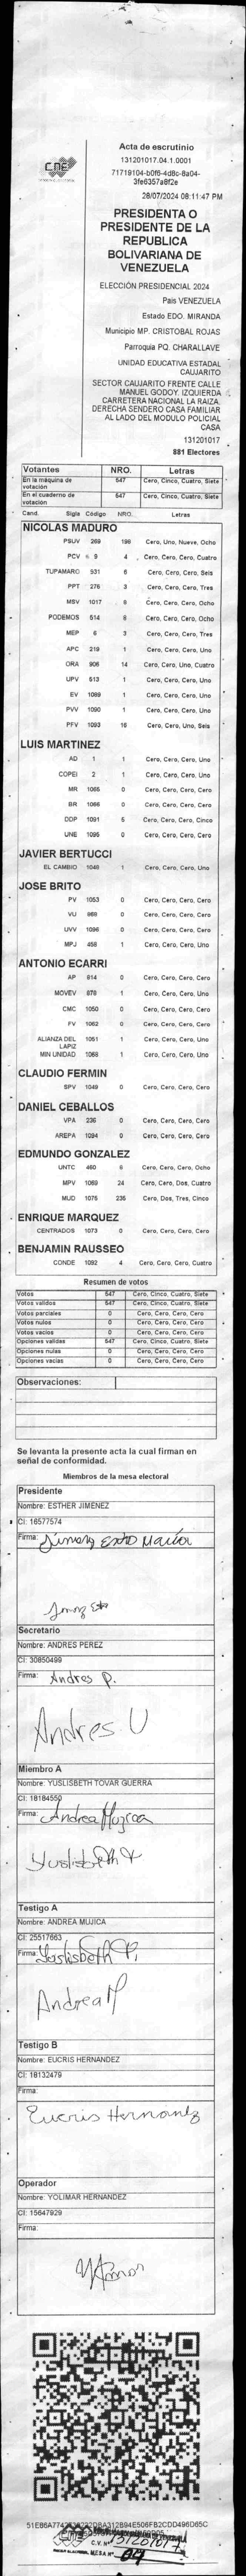 CNE
Acta de escrutinio
131201017.04.1.0001
71719104-b0f6-4d8c-8a04-
3fe6357a8f2e
28/07/2024 08:11:47 PM
PRESIDENTA O
PRESIDENTE DE LA
REPUBLICA
BOLIVARIANA DE
VENEZUELA
ELECCIÓN PRESIDENCIAL 2024
Pais VENEZUELA
Estado EDO. MIRANDA
Municipio MP. CRISTOBAL ROJAS
Parroquia PQ. CHARALLAVE
UNIDAD EDUCATIVA ESTADAL
CAUJARITO
SECTOR CAUJARITO FRENTE CALLE
MANUEL GODOY. IZQUIERDA
CARRETERA NACIONAL LA RAIZA.
DERECHA SENDERO CASA FAMILIAR
AL LADO DEL MODULO POLICIAL
CASA
131201017
881 Electores
Votantes NRO. Letras
En la máquina de votación 547 Cero, Cinco, Cuatro, Siete
En el cuaderno de votación 547 Cero, Cinco, Cuatro, Siete
Cand. Sigla Código NRO. Letras
NICOLAS MADURO
PSUV 269 198 Cero, Uno, Nueve, Ocho
PCV 9 4 Cero, Cero, Cero, Cuatro
TUPAMARO 931 6 Cero, Cero, Cero, Seis
PPT 276 3 Cero, Cero, Cero, Tres
MSV 1017 8 Cero, Cero, Cero, Ocho
PODEMOS 514 8 Cero, Cero, Cero, Ocho
MEP 6 3 Cero, Cero, Cero, Tres
APC 219 1 Cero, Cero, Cero, Uno
ORA 906 14 Cero, Cero, Uno, Cuatro
UPV 513 1 Cero, Cero, Cero, Uno
EV 1089 1 Cero, Cero, Cero, Uno
PVV 1090 1 Cero, Cero, Cero, Uno
PFV 1093 16 Cero, Cero, Uno, Seis
LUIS MARTINEZ
AD 1 1 Cero, Cero, Cero, Uno
COPEI 2 1 Cero, Cero, Cero, Uno
MR 1065 0 Cero, Cero, Cero, Cero
BR 1066 0 Cero, Cero, Cero, Cero
DDP 1091 5 Cero, Cero, Cero, Cinco
UNE 1095 0 Cero, Cero, Cero, Cero
JAVIER BERTUCCI
EL CAMBIO 1048 1 Cero, Cero, Cero, Uno
JOSE BRITO
PV 1053 0 Cero, Cero, Cero, Cero
VU 869 0 Cero, Cero, Cero, Cero
UVV 1096 0 Cero, Cero, Cero, Cero
MPJ 458 1 Cero, Cero, Cero, Uno
ANTONIO ECARRI
AP 814 0 Cero, Cero, Cero, Cero
MOVEV 878 1 Cero, Cero, Cero, Uno
CMC 1050 0 Cero, Cero, Cero, Cero
FV 1062 0 Cero, Cero, Cero, Cero
ALIANZA DEL LAPIZ 1051 1 Cero, Cero, Cero, Uno
MIN UNIDAD 1068 1 Cero, Cero, Cero, Uno
CLAUDIO FERMIN
SPV 1049 0 Cero, Cero, Cero, Cero
DANIEL CEBALLOS
VPA 236 0 Cero, Cero, Cero, Cero
AREPA 1094 0 Cero, Cero, Cero, Cero
EDMUNDO GONZALEZ
UNTC 460 8 Cero, Cero, Cero, Ocho
MPV 1069 24 Cero, Cero, Dos, Cuatro
MUD 1075 235 Cero, Dos, Tres, Cinco
ENRIQUE MARQUEZ
CENTRADOS 1073 0 Cero, Cero, Cero, Cero
BENJAMIN RAUSSEO
CONDE 1092 4 Cero, Cero, Cero, Cuatro
Resumen de votos
Votos 547 Cero, Cinco, Cuatro, Siete
Votos validos 547 Cero, Cinco, Cuatro, Siete
Votos parciales 0 Cero, Cero, Cero, Cero
Votos nulos 0 Cero, Cero, Cero, Cero
Votos vacios 0 Cero, Cero, Cero, Cero
Opciones validas 547 Cero, Cinco, Cuatro, Siete
Opciones nulas 0 Cero, Cero, Cero, Cero
Opciones vacias 0 Cero, Cero, Cero, Cero
Observaciones:
Se levanta la presente acta la cual firman en
señal de conformidad.
Miembros de la mesa electoral
Presidente
Nombre: ESTHER JIMENEZ
CI: 16577574
Firma:
Secretario
Nombre: ANDRES PEREZ
CI: 30850499
Firma: Andres P.
Andres U
Miembro A
Nombre: YUSLISBETH TOVAR GUERRA
CI: 18184550
Firma: Andrea Mujica
Yuslisbeth T
Testigo A
Nombre: ANDREA MUJICA
CI: 25517663
Firma: Yuslisbeth T.
Andrea M
Testigo B
Nombre: EUCRIS HERNANDEZ
CI: 18132479
Firma:
Eucris Hernandz
Operador
Nombre: YOLIMAR HERNANDEZ
CI: 15647929
Firma:
C.V. Nº 131201017
MESA Nº 04